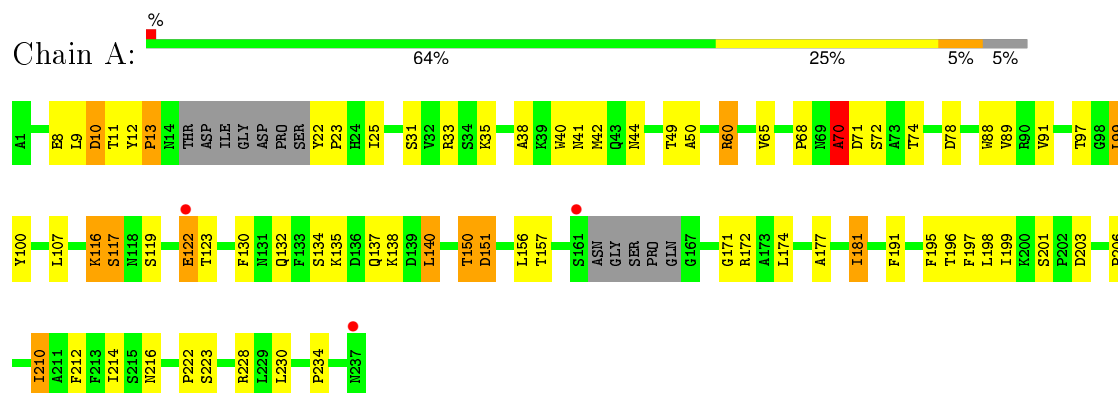 %
Chain A:
64% 25% 5% 5%
A1 E8 L9 D10 T11 Y12 P13 N14 THR ASP ILE GLY ASP PRO SER Y22 P23 H24 I25 S31 V32 R33 S34 K35 A38 K39 W40 N41 M42 Q43 N44 T49 A50 R60 V65 P68 N69 A70 D71 S72 A73 T74 D78 W88 V89 R90 V91 T97 G98 L99
Y100 L107 K116 S117 N118 S119 E122 T123 F130 N131 Q132 F133 S134 K135 D136 Q137 K138 D139 L140 T150 D151 L156 T157 S161 ASN GLY SER PRO GLN G167 G171 R172 A173 L174 A177 I181 F191 F195 T196 F197 L198 I199 K200 S201 P202 D203 P206
I210 A211 F212 F213 I214 S215 N216 P222 S223 R228 L229 L230 P234 N237